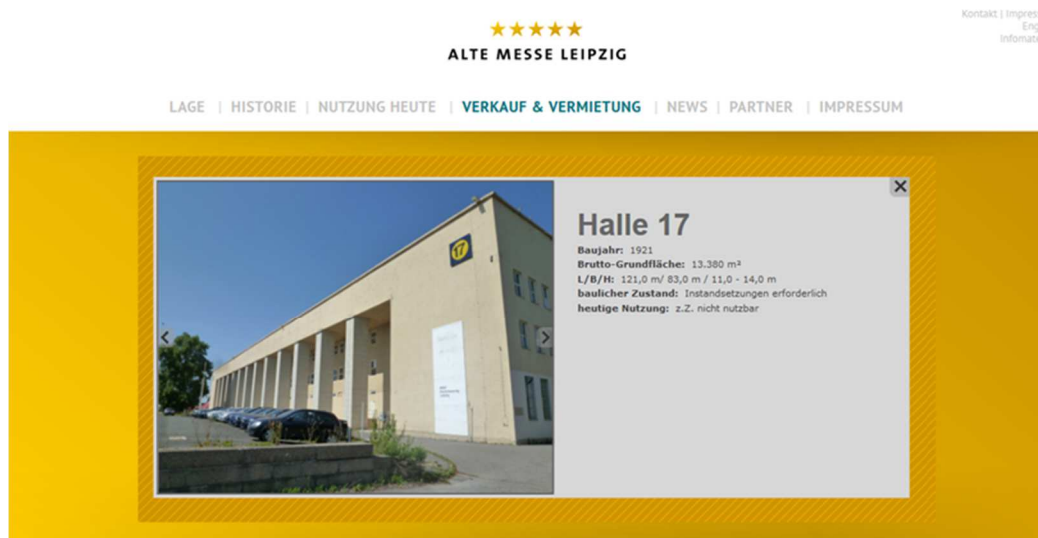 Kontakt | Impres
Eng
Infomate
ALTE MESSE LEIPZIG
LAGE | HISTORIE | NUTZUNG HEUTE | VERKAUF & VERMIETUNG | NEWS | PARTNER | IMPRESSUM
17
Halle 17
Baujahr: 1921
Brutto-Grundfläche: 13.380 m²
L/B/H: 121,0 m/ 83,0 m / 11,0 - 14,0 m
baulicher Zustand: Instandsetzungen erforderlich
heutige Nutzung: z.Z. nicht nutzbar